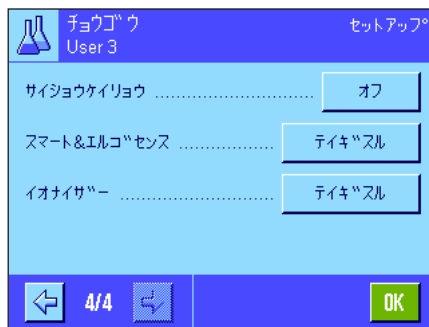 チョウゴウ
User 3
セットアップ
サイショウケイリョウ ............................ オフ
スマート&エルゴセンス ................. テイギスル
イオナイザー ........................... テイギスル
4/4
OK